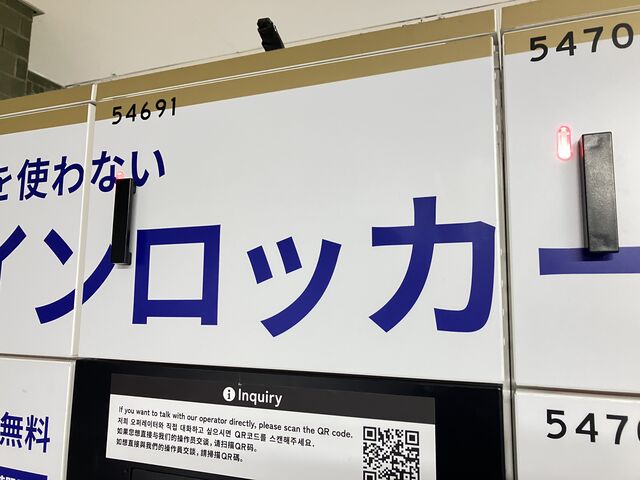 54691
5470
を使わない
インロッカー
無料
547
i Inquiry
If you want to talk with our operator directly, please scan the QR code.
저희 오퍼레이터와 직접 대화하고 싶으시면 QR코드를 스캔해주세요.
如果您想直接与我们的操作员交谈,请扫描QR码。
如想直接與我們的操作員交談,請掃描QR碼。